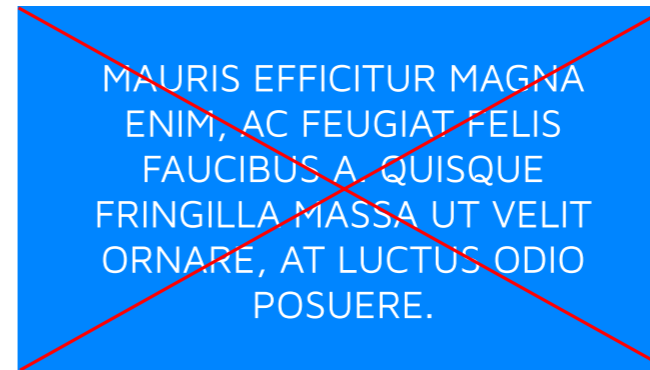 MAURIS EFFICITUR MAGNA
ENIM, AC FEUGIAT FELIS
FAUCIBUS A. QUISQUE
FRINGILLA MASSA UT VELIT
ORNARE, AT LUCTUS ODIO
POSUERE.